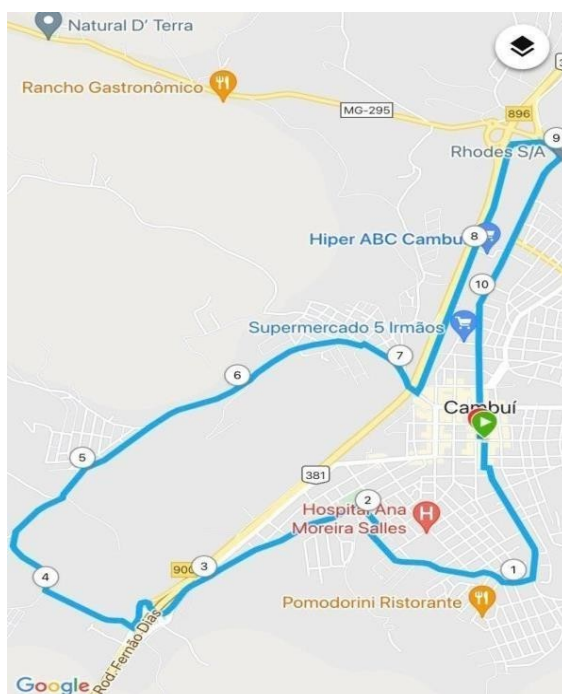 Natural D' Terra
Rancho Gastronômico
MG-295
896
9
Rhodes S/A
8
Hiper ABC Cambu
10
Supermercado 5 Irmãos
7
6
Cambuí
5
381
2
Hospital Ana
Moreira Salles
900
3
1
4
Pomodorini Ristorante
Rod. Fernão Dias
Google